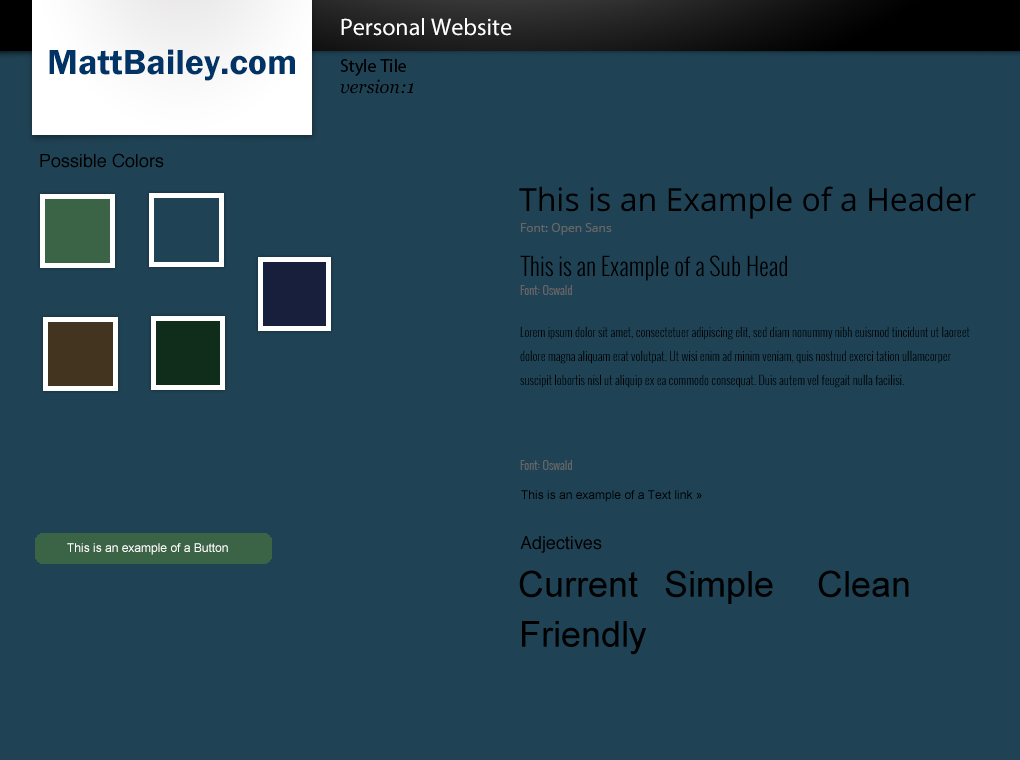 Personal Website
MattBailey.com
Style Tile
version:1
Possible Colors
This is an Example of a Header
Font: Open Sans
This is an Example of a Sub Head
Font: Oswald
Lorem ipsum dolor sit amet, consectetuer adipiscing elit, sed diam nonummy nibh euismod tincidunt ut laoreet
dolore magna aliquam erat volutpat. Ut wisi enim ad minim veniam, quis nostrud exerci tation ullamcorper
suscipit lobortis nisl ut aliquip ex ea commodo consequat. Duis autem vel feugait nulla facilisi.
Font: Oswald
This is an example of a Text link »
This is an example of a Button
Adjectives
Current Simple Clean
Friendly